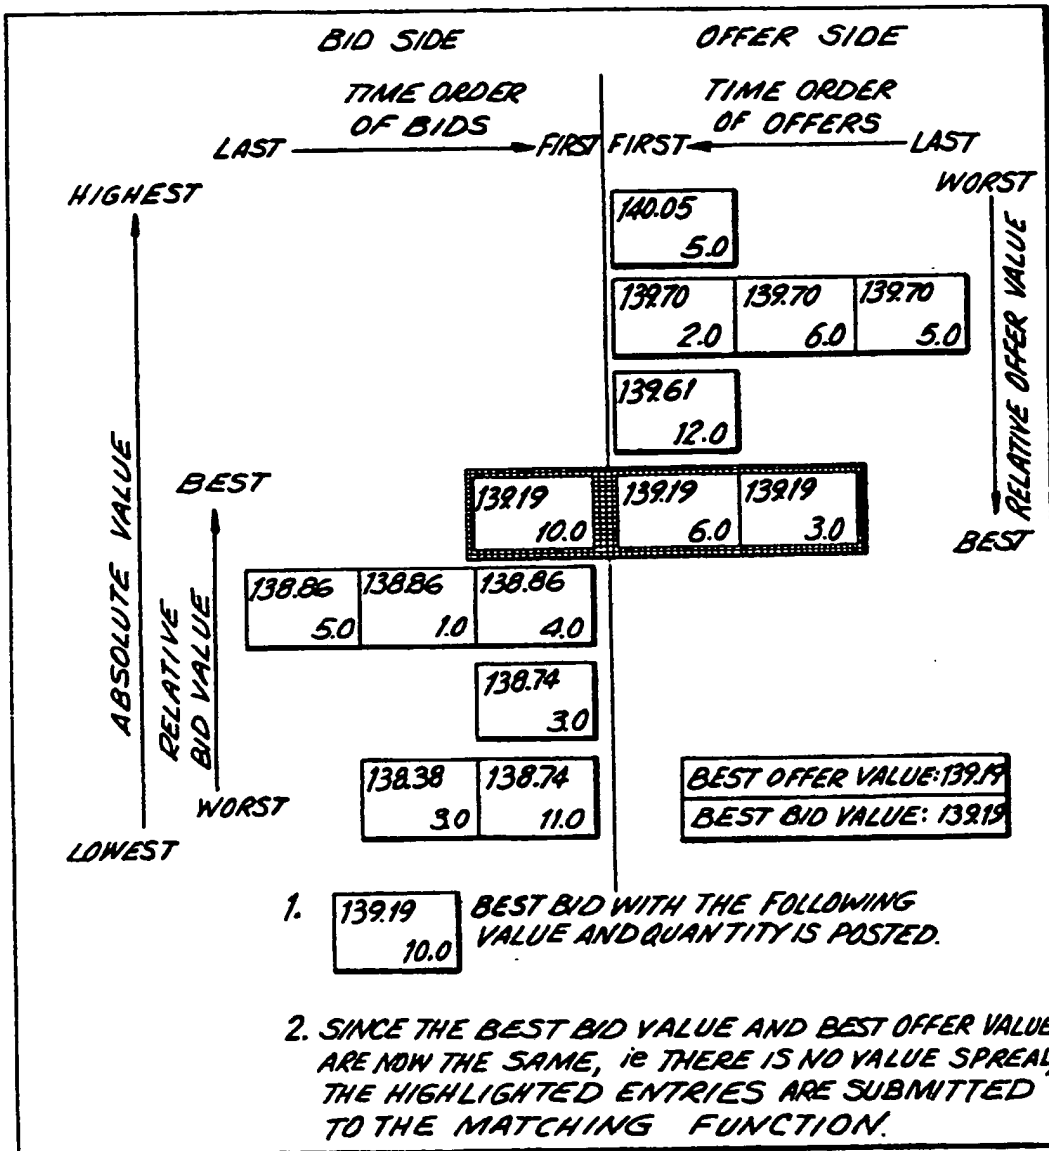 BID SIDE
OFFER SIDE
TIME ORDER
OF BIDS
TIME ORDER
OF OFFERS
LAST
FIRST
FIRST
LAST
HIGHEST
WORST
140.05
5.0
139.70
2.0
139.70
6.0
139.70
5.0
RELATIVE OFFER VALUE
139.61
12.0
ABSOLUTE VALUE
BEST
139.19
10.0
139.19
6.0
139.19
3.0
BEST
RELATIVE
BID VALUE
138.86
5.0
138.86
1.0
138.86
4.0
138.74
3.0
138.38
3.0
138.74
11.0
WORST
LOWEST
BEST OFFER VALUE: 139.19
BEST BID VALUE: 139.19
1.
139.19
10.0
BEST BID WITH THE FOLLOWING
VALUE AND QUANTITY IS POSTED.
2. SINCE THE BEST BID VALUE AND BEST OFFER VALUE
ARE NOW THE SAME, ie THERE IS NO VALUE SPREAD,
THE HIGHLIGHTED ENTRIES ARE SUBMITTED
TO THE MATCHING FUNCTION.